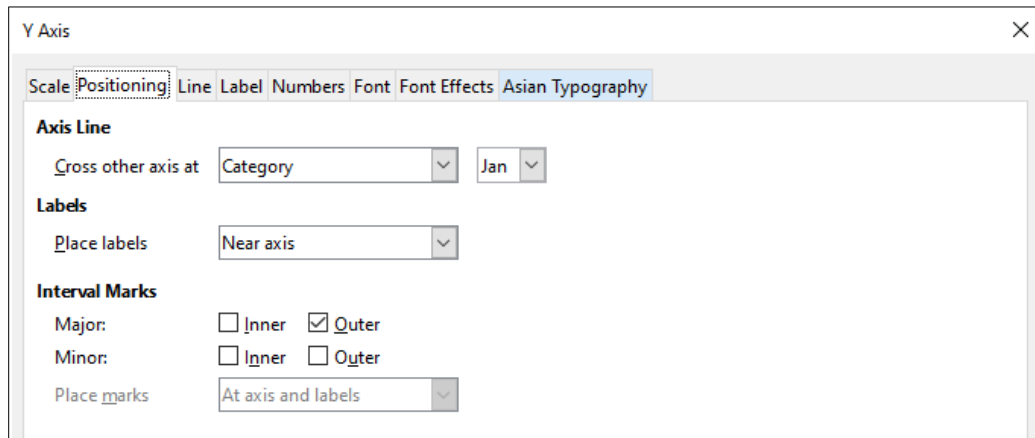 Y Axis
Scale Positioning Line Label Numbers Font Font Effects Asian Typography
Axis Line
Cross other axis at Category Jan
Labels
Place labels Near axis
Interval Marks
Major: Inner Outer
Minor: Inner Outer
Place marks At axis and labels